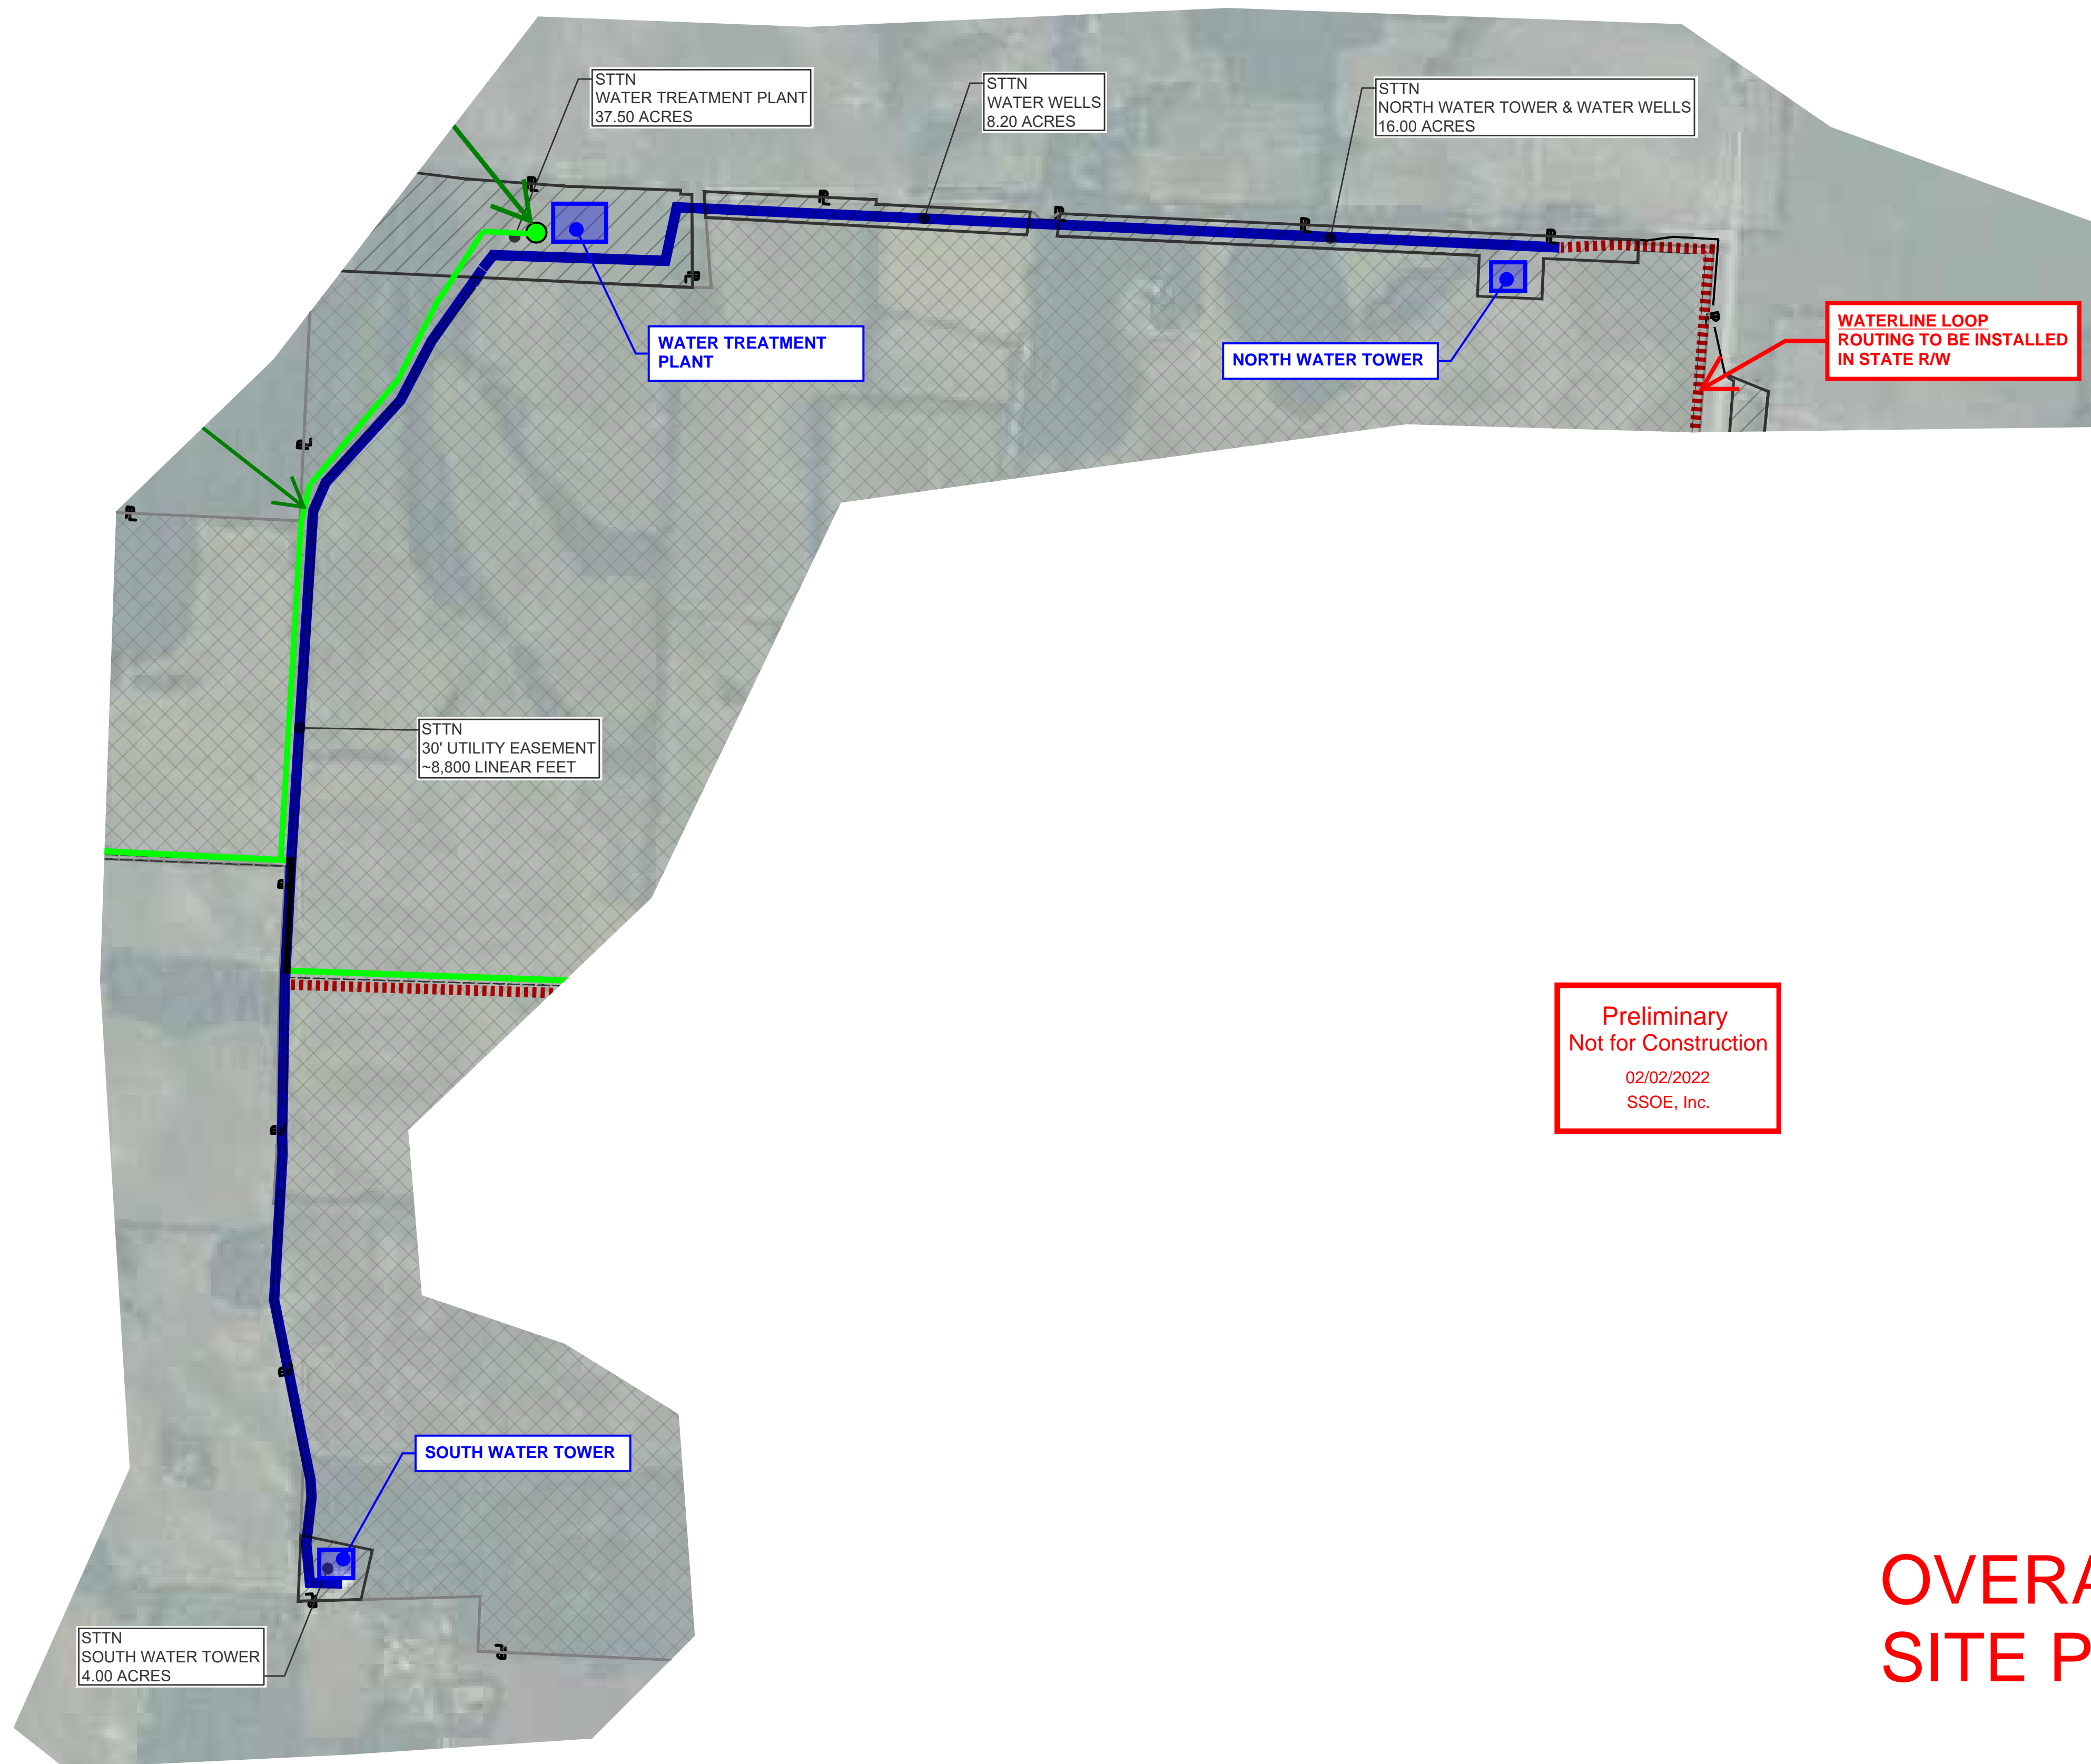 STTN
WATER TREATMENT PLANT
37.50 ACRES
STTN
WATER WELLS
8.20 ACRES
STTN
NORTH WATER TOWER & WATER WELLS
16.00 ACRES
WATER TREATMENT
PLANT
NORTH WATER TOWER
WATERLINE LOOP
ROUTING TO BE INSTALLED
IN STATE R/W
STTN
30' UTILITY EASEMENT
~8,800 LINEAR FEET
Preliminary
Not for Construction
02/02/2022
SSOE, Inc.
SOUTH WATER TOWER
STTN
SOUTH WATER TOWER
4.00 ACRES
OVERA
SITE P